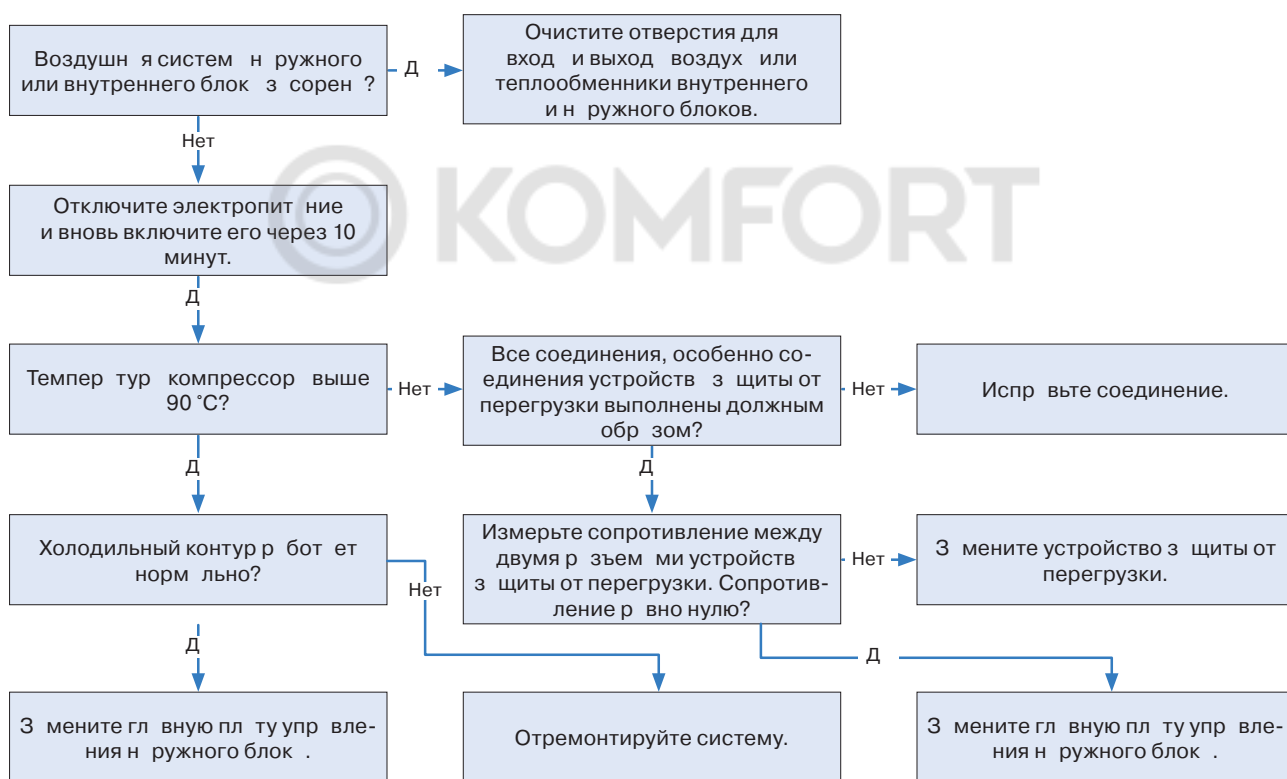 Воздушн я систем н ружного
или внутреннего блок з сорен ?
Д
Очистите отверстия для
вход и выход воздух или
теплообменники внутреннего
и н ружного блоков.
Нет
KOMFORT
Отключите электропит ние
и вновь включите его через 10
минут.
Д
Темпер тур компрессор выше
90 °C?
Нет
Все соединения, особенно со-
единения устройств з щиты от
перегрузки выполнены должным
обр зом?
Нет
Испр вьте соединение.
Д
Д
Холодильный контур р бот ет
норм льно?
Нет
Измерьте сопротивление между
двумя р зъем ми устройств
з щиты от перегрузки. Сопротив-
ление р вно нулю?
Нет
З мените устройство з щиты от
перегрузки.
Д
Д
З мените гл вную пл ту упр вле-
ния н ружного блок .
Отремонтируйте систему.
З мените гл вную пл ту упр вле-
ния н ружного блок .